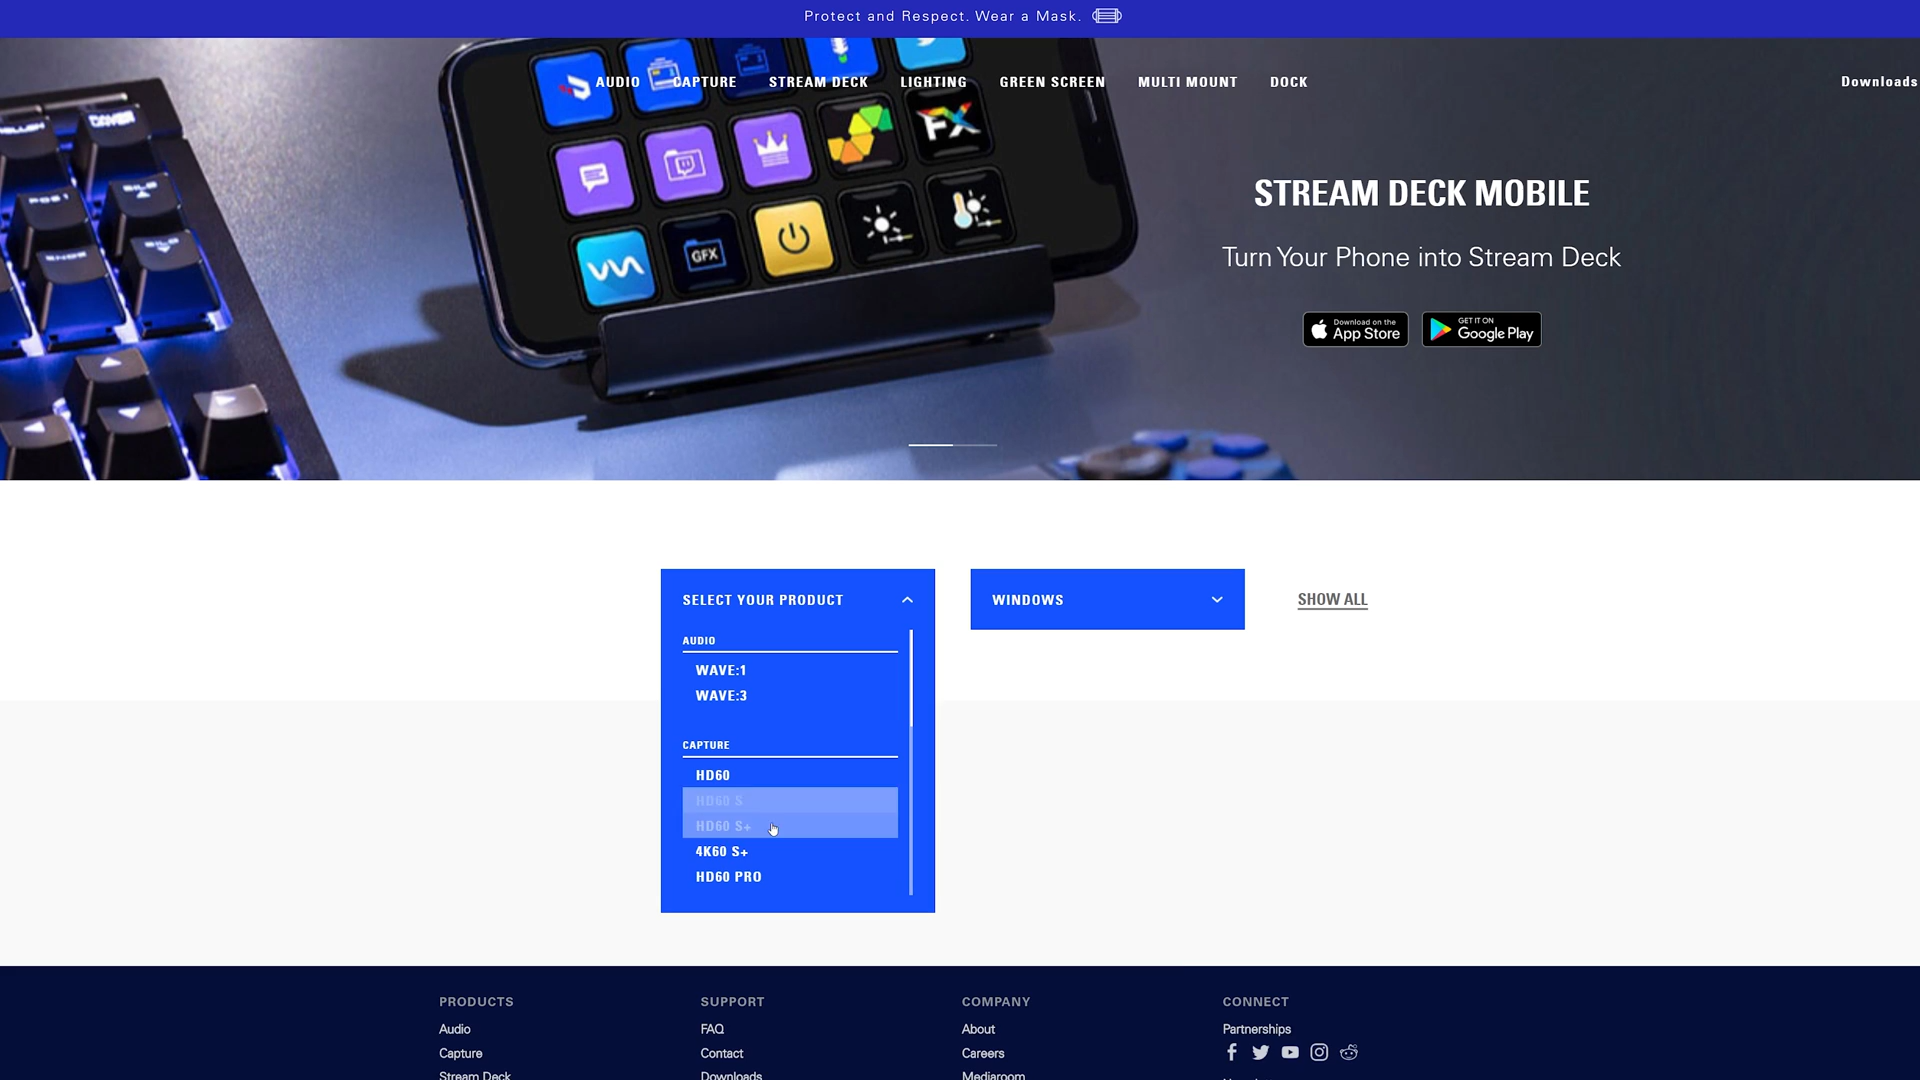 Protect and Respect. Wear a Mask.
AUDIO CAPTURE STREAM DECK LIGHTING GREEN SCREEN MULTI MOUNT DOCK Downloads
FX
GFX
STREAM DECK MOBILE
Turn Your Phone into Stream Deck
Download on the
App Store
GET IT ON
Google Play
SELECT YOUR PRODUCT
WINDOWS
SHOW ALL
AUDIO
WAVE:1
WAVE:3
CAPTURE
HD60
HD60 S
HD60 S+
4K60 S+
HD60 PRO
PRODUCTS
Audio
Capture
Stream Deck
SUPPORT
FAQ
Contact
Downloads
COMPANY
About
Careers
Mediaroom
CONNECT
Partnerships